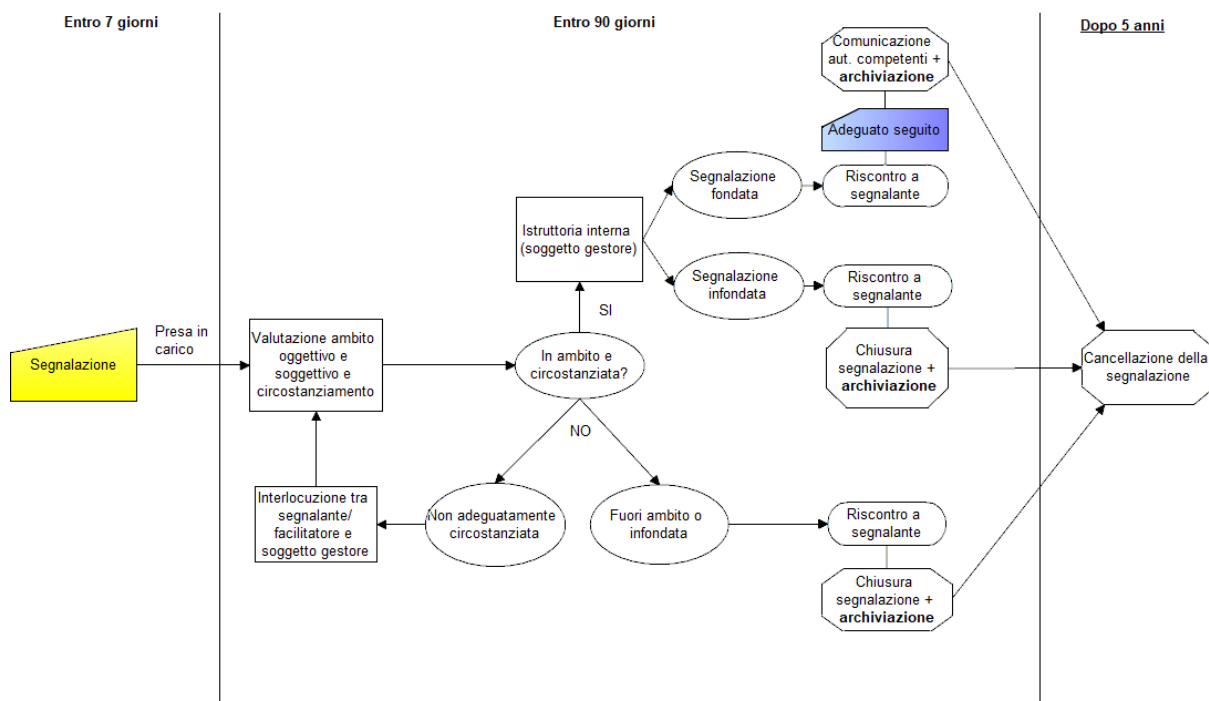 Entro 7 giorni
Entro 90 giorni
Dopo 5 anni
Comunicazione
aut. competenti +
archiviazione
Adeguato seguito
Segnalazione
fondata
Riscontro a
segnalante
Istruttoria interna
(soggetto gestore)
Segnalazione
infondata
Riscontro a
segnalante
SI
Presa in
carico
Segnalazione
Valutazione ambito
oggettivo e
soggettivo e
circostanziamento
In ambito e
circostanziata?
Chiusura
segnalazione +
archiviazione
Cancellazione della
segnalazione
NO
Interlocuzione tra
segnalante/
facilitatore e
soggetto gestore
Non adeguatamente
circostanziata
Fuori ambito o
infondata
Riscontro a
segnalante
Chiusura
segnalazione +
archiviazione